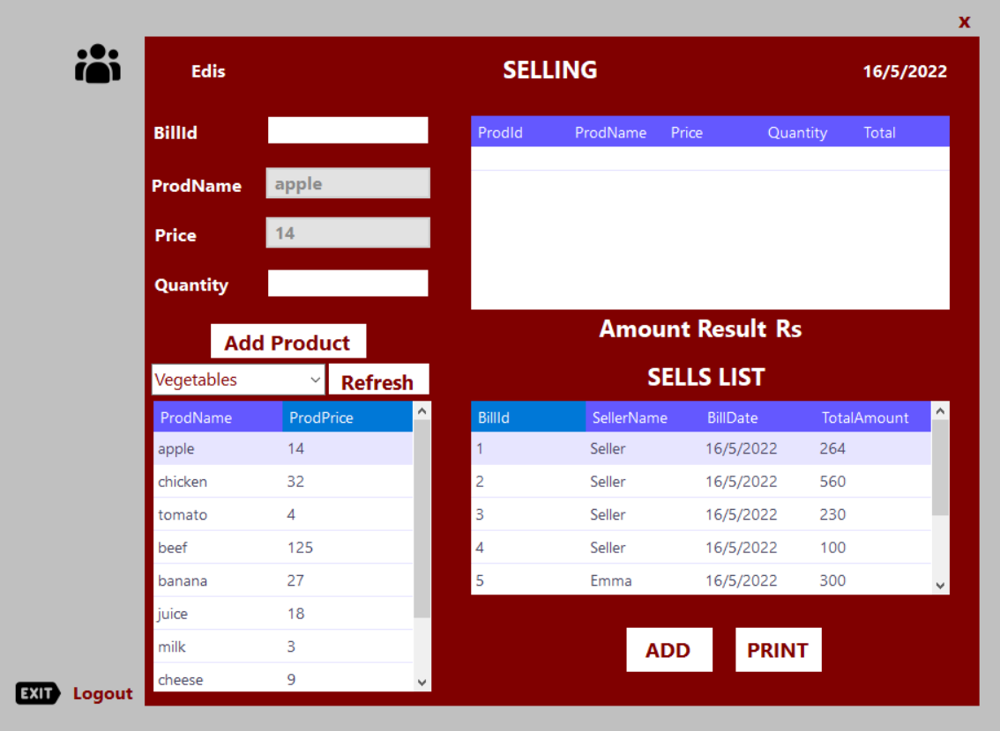 x
Edis SELLING 16/5/2022
BillId
ProdName apple
Price 14
Quantity
ProdId ProdName Price Quantity Total
Amount Result Rs
Add Product
Vegetables Refresh
ProdName ProdPrice
apple 14
chicken 32
tomato 4
beef 125
banana 27
juice 18
milk 3
cheese 9
SELLS LIST
BillId SellerName BillDate TotalAmount
1 Seller 16/5/2022 264
2 Seller 16/5/2022 560
3 Seller 16/5/2022 230
4 Seller 16/5/2022 100
5 Emma 16/5/2022 300
ADD PRINT
EXIT Logout